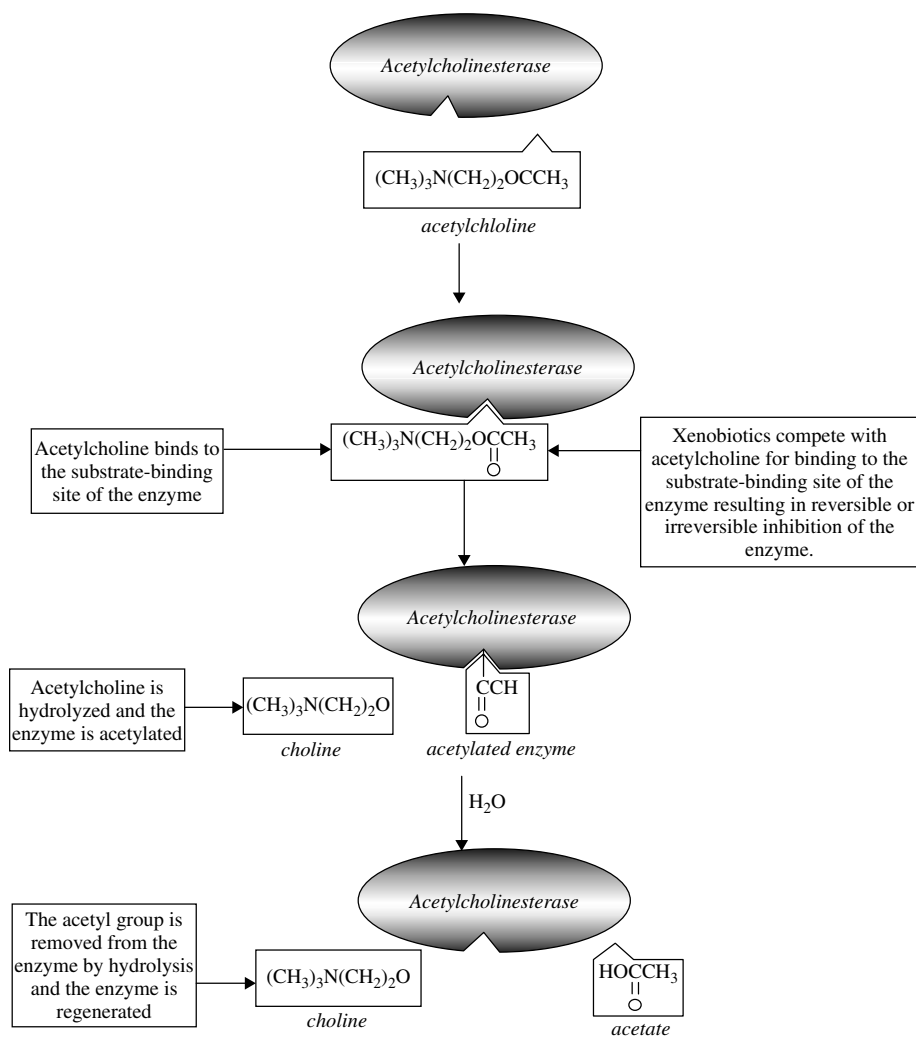 Acetylcholinesterase
(CH₃)₃N(CH₂)₂OCCH₃
acetylchloline
Acetylcholinesterase
Acetylcholine binds to
the substrate-binding
site of the enzyme
(CH₃)₃N(CH₂)₂OCCH₃
O
Xenobiotics compete with
acetylcholine for binding to the
substrate-binding site of the
enzyme resulting in reversible or
irreversible inhibition of the
enzyme.
Acetylcholinesterase
Acetylcholine is
hydrolyzed and the
enzyme is acetylated
(CH₃)₃N(CH₂)₂O
choline
CCH
O
acetylated enzyme
H₂O
Acetylcholinesterase
The acetyl group is
removed from the
enzyme by hydrolysis
and the enzyme is
regenerated
(CH₃)₃N(CH₂)₂O
choline
HOCCH₃
O
acetate